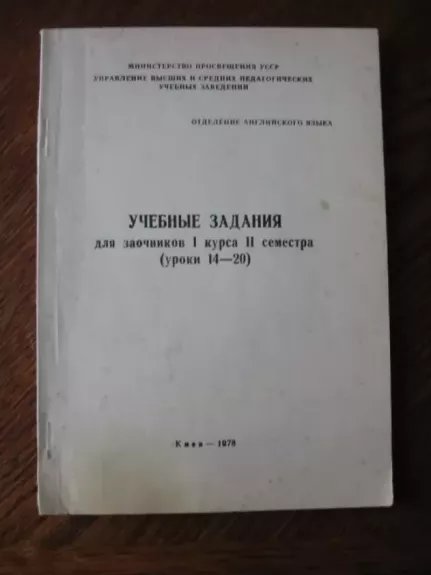 МИНИСТЕРСТВО ПРОСВЕЩЕНИЯ УССР
УПРАВЛЕНИЕ ВЫСШИХ И СРЕДНИХ ПЕДАГОГИЧЕСКИХ
УЧЕБНЫХ ЗАВЕДЕНИЙ
ОТДЕЛЕНИЕ АНГЛИЙСКОГО ЯЗЫКА
УЧЕБНЫЕ ЗАДАНИЯ
для заочников I курса II семестра
(уроки 14—20)
Киев — 1978